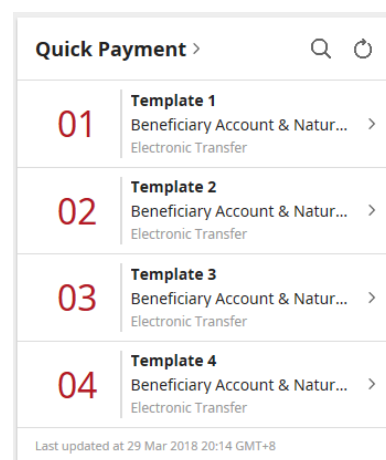 Quick Payment >
01
Template 1
Beneficiary Account & Natur...
Electronic Transfer
02
Template 2
Beneficiary Account & Natur...
Electronic Transfer
03
Template 3
Beneficiary Account & Natur...
Electronic Transfer
04
Template 4
Beneficiary Account & Natur...
Electronic Transfer
Last updated at 29 Mar 2018 20:14 GMT+8